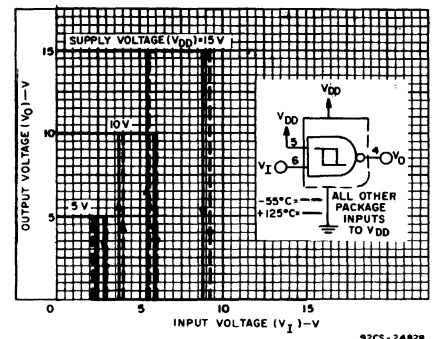 SUPPLY VOLTAGE (VDD)=15 V
15
10 V
10
5 V
5
OUTPUT VOLTAGE (VO)—V
VDD
VDD
5
6
4
VI
VO
-55°C=
+125°C=
ALL OTHER
PACKAGE
INPUTS
TO VDD
0
5
10
15
INPUT VOLTAGE (VI)—V
92CS-24828